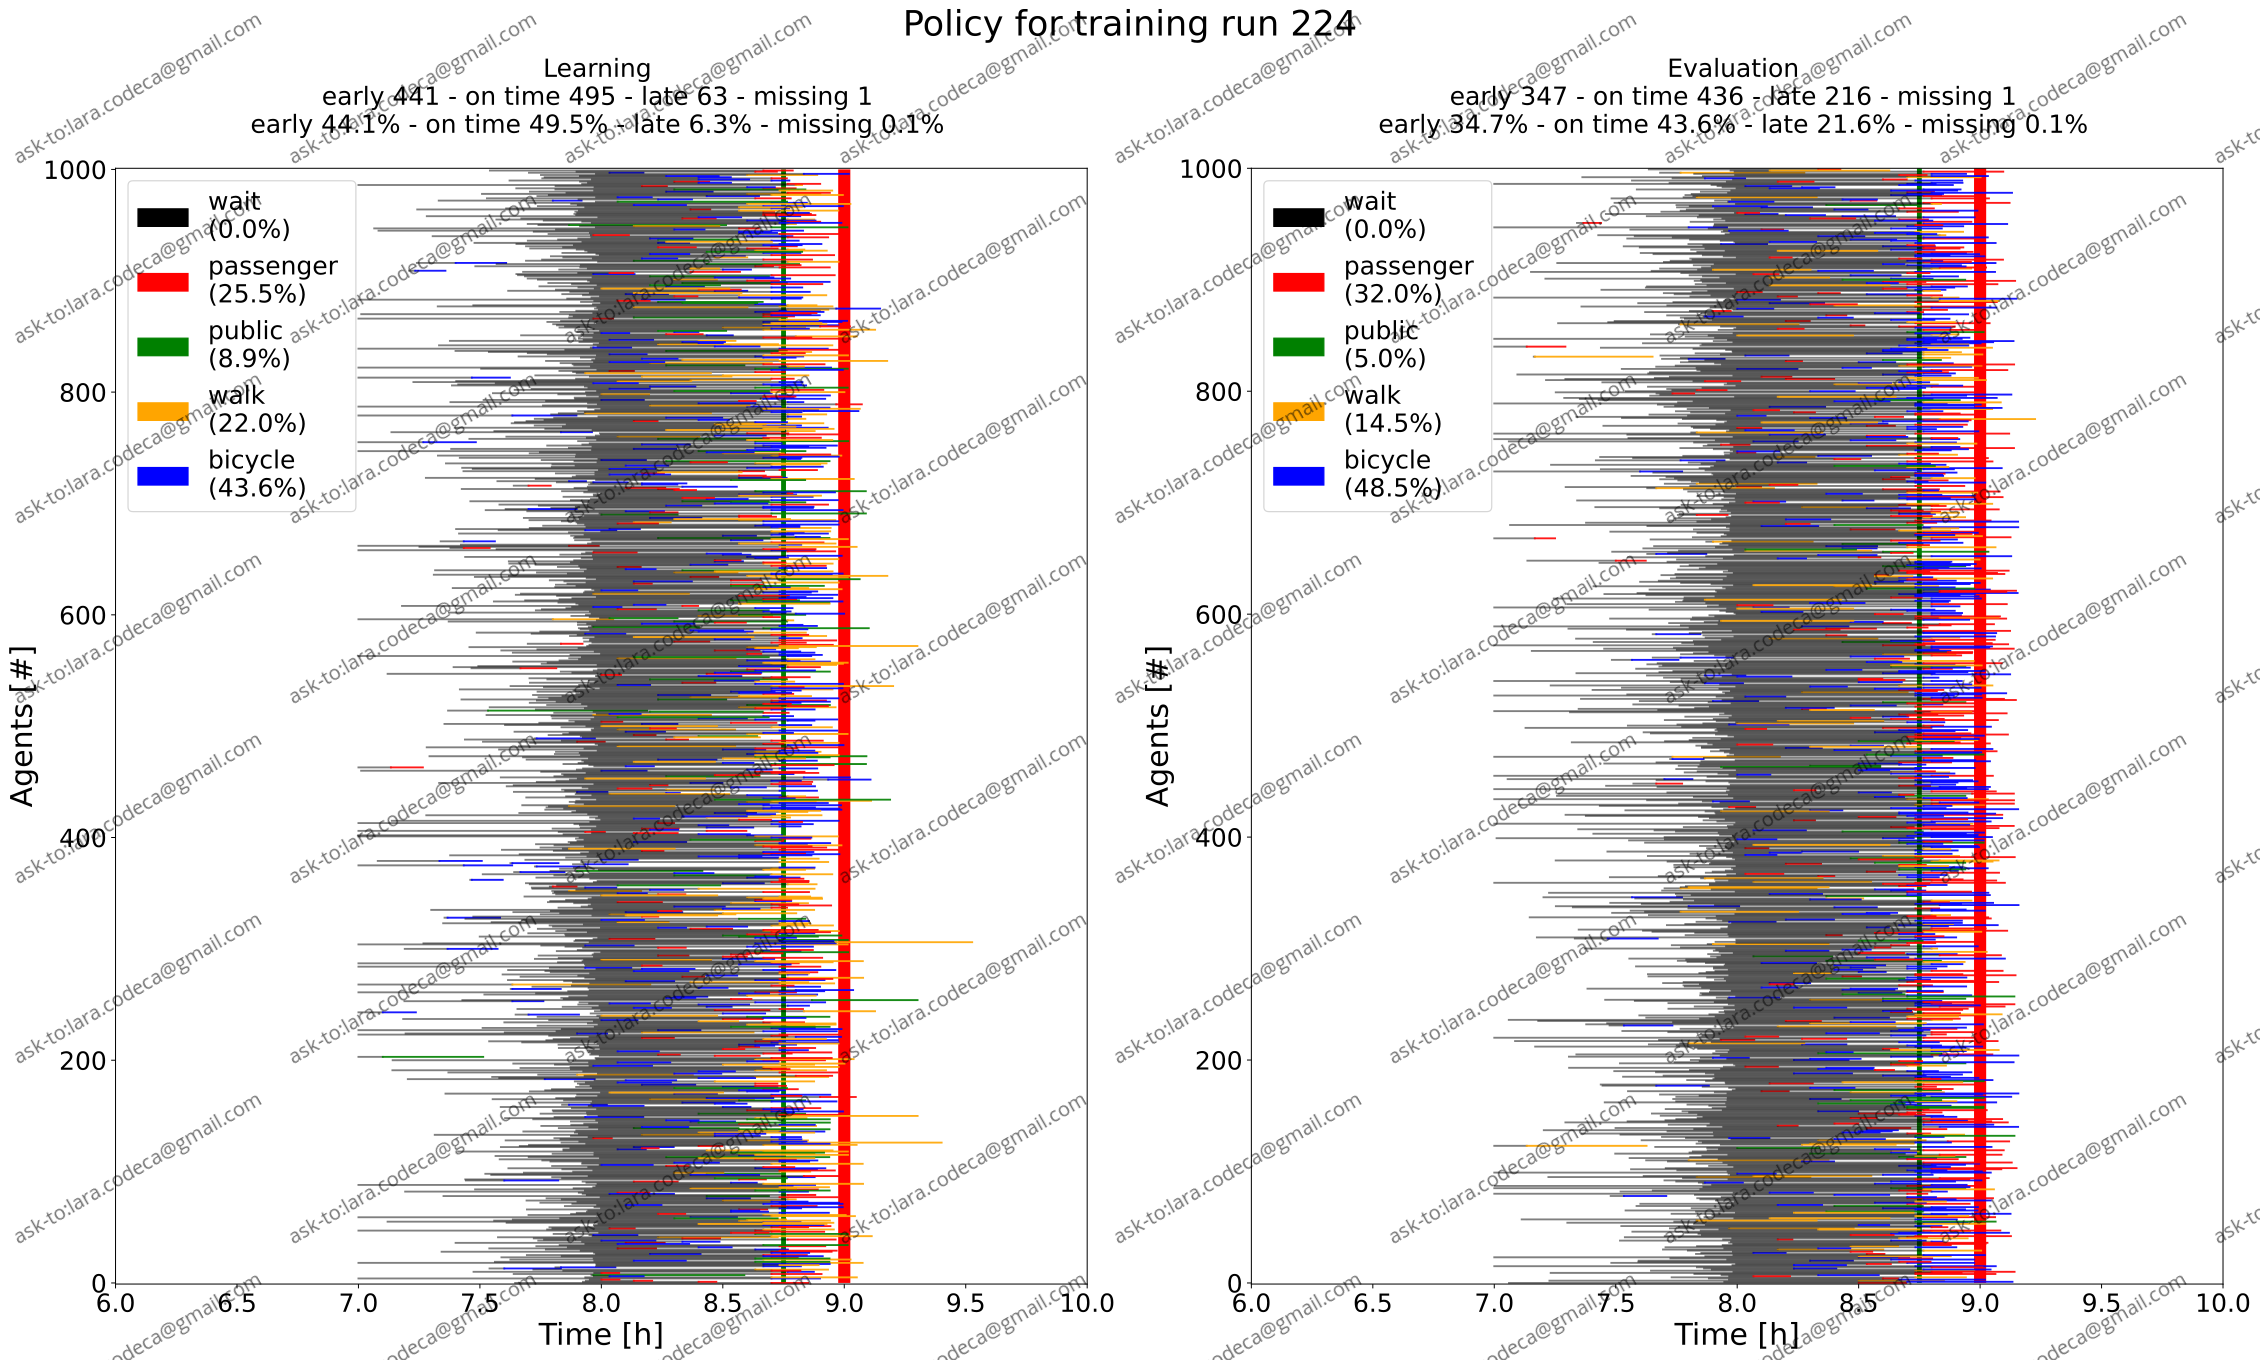 Policy for training run 224
Learning
early 441 - on time 495 - late 63 - missing 1
early 44.1% - on time 49.5% - late 6.3% - missing 0.1%
Agents [#]
1000
800
600
400
200
0
wait
(0.0%)
passenger
(25.5%)
public
(8.9%)
walk
(22.0%)
bicycle
(43.6%)
6.0 6.5 7.0 7.5 8.0 8.5 9.0 9.5 10.0
Time [h]
Evaluation
early 347 - on time 436 - late 216 - missing 1
early 34.7% - on time 43.6% - late 21.6% - missing 0.1%
Agents [#]
1000
800
600
400
200
0
wait
(0.0%)
passenger
(32.0%)
public
(5.0%)
walk
(14.5%)
bicycle
(48.5%)
6.0 6.5 7.0 7.5 8.0 8.5 9.0 9.5 10.0
Time [h]
ask-to:lara.codeca@gmail.com